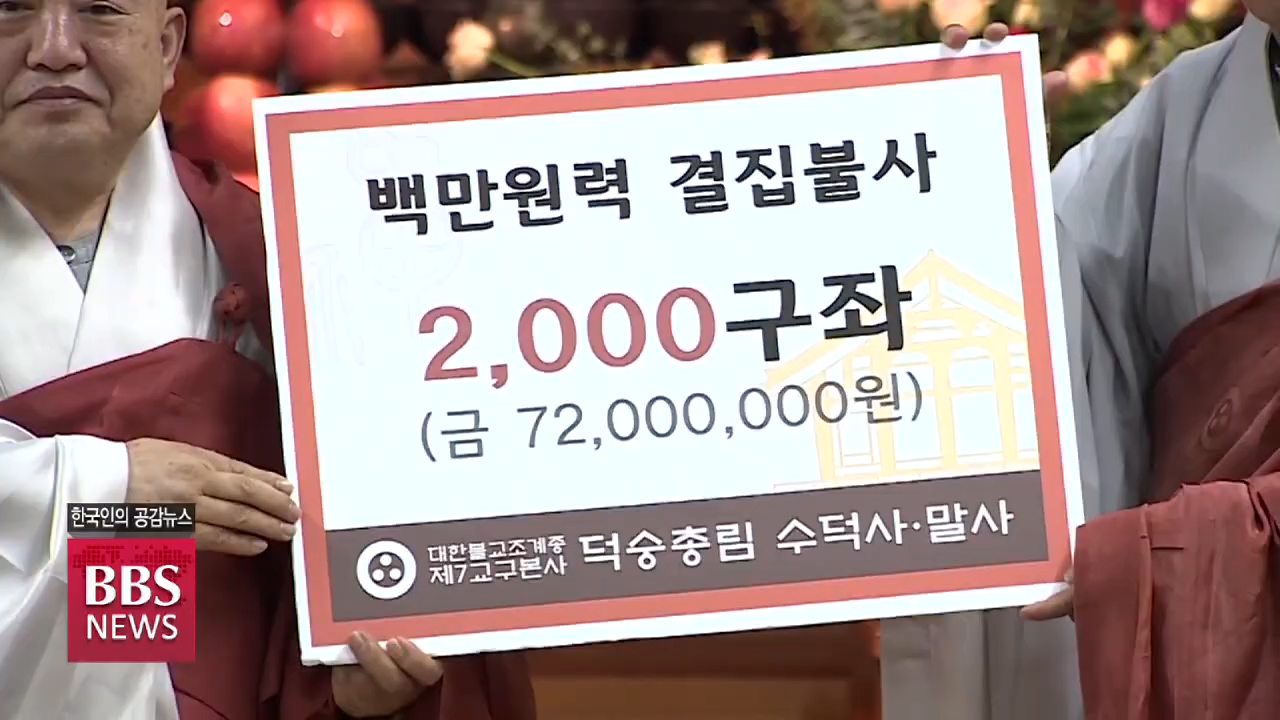 백만원력 결집불사
2,000구좌
(금 72,000,000원)
대한불교조계종
제7교구본사
덕숭총림 수덕사·말사
한국인의 공감뉴스
BBS
NEWS